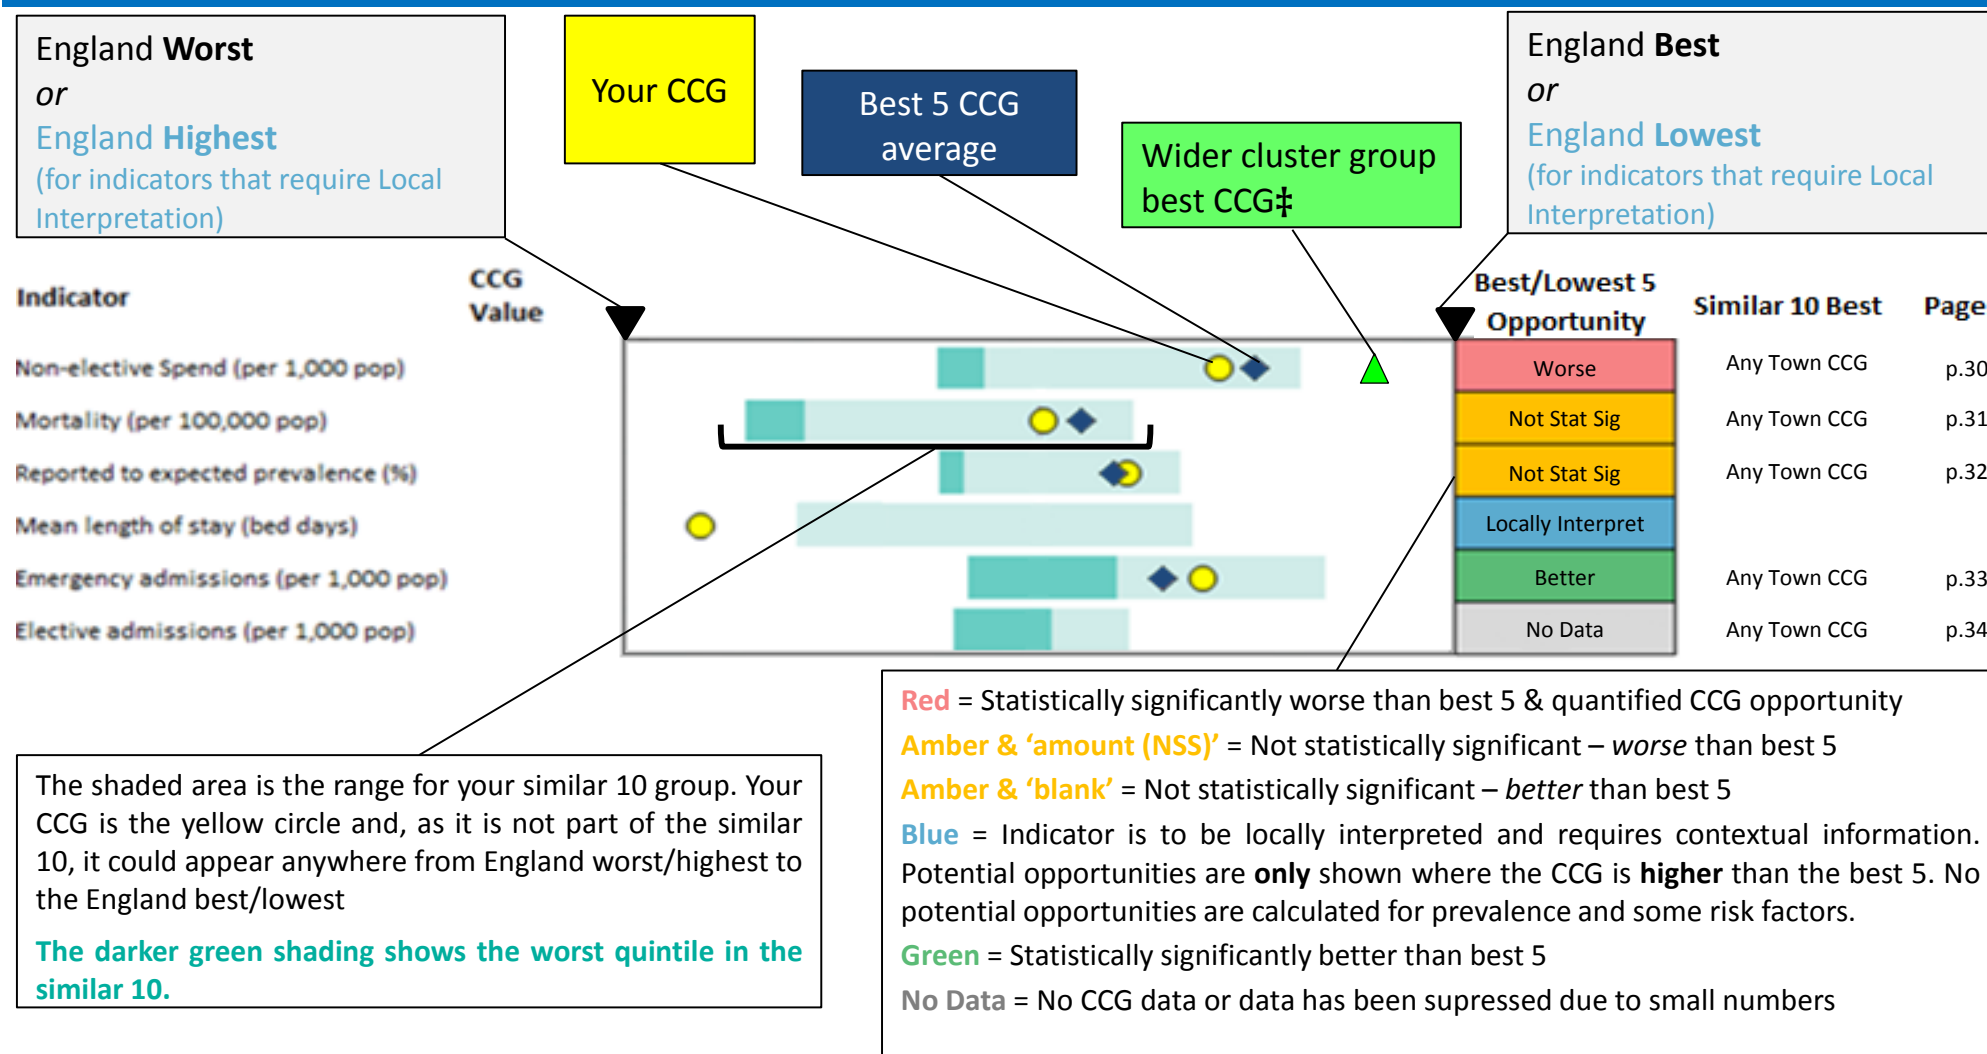 England Worst
or
England Highest
(for indicators that require Local
Interpretation)
Your CCG
Best 5 CCG
average
Wider cluster group
best CCG‡
England Best
or
England Lowest
(for indicators that require Local
Interpretation)
Indicator
CCG
Value
Best/Lowest 5
Opportunity
Similar 10 Best
Page
Non-elective Spend (per 1,000 pop)
Worse
Any Town CCG
p.30
Mortality (per 100,000 pop)
Not Stat Sig
Any Town CCG
p.31
Reported to expected prevalence (%)
Not Stat Sig
Any Town CCG
p.32
Mean length of stay (bed days)
Locally Interpret
Emergency admissions (per 1,000 pop)
Better
Any Town CCG
p.33
Elective admissions (per 1,000 pop)
No Data
Any Town CCG
p.34
The shaded area is the range for your similar 10 group. Your
CCG is the yellow circle and, as it is not part of the similar
10, it could appear anywhere from England worst/highest to
the England best/lowest
The darker green shading shows the worst quintile in the
similar 10.
Red = Statistically significantly worse than best 5 & quantified CCG opportunity
Amber & ‘amount (NSS)’ = Not statistically significant – worse than best 5
Amber & ‘blank’ = Not statistically significant – better than best 5
Blue = Indicator is to be locally interpreted and requires contextual information.
Potential opportunities are only shown where the CCG is higher than the best 5. No
potential opportunities are calculated for prevalence and some risk factors.
Green = Statistically significantly better than best 5
No Data = No CCG data or data has been supressed due to small numbers